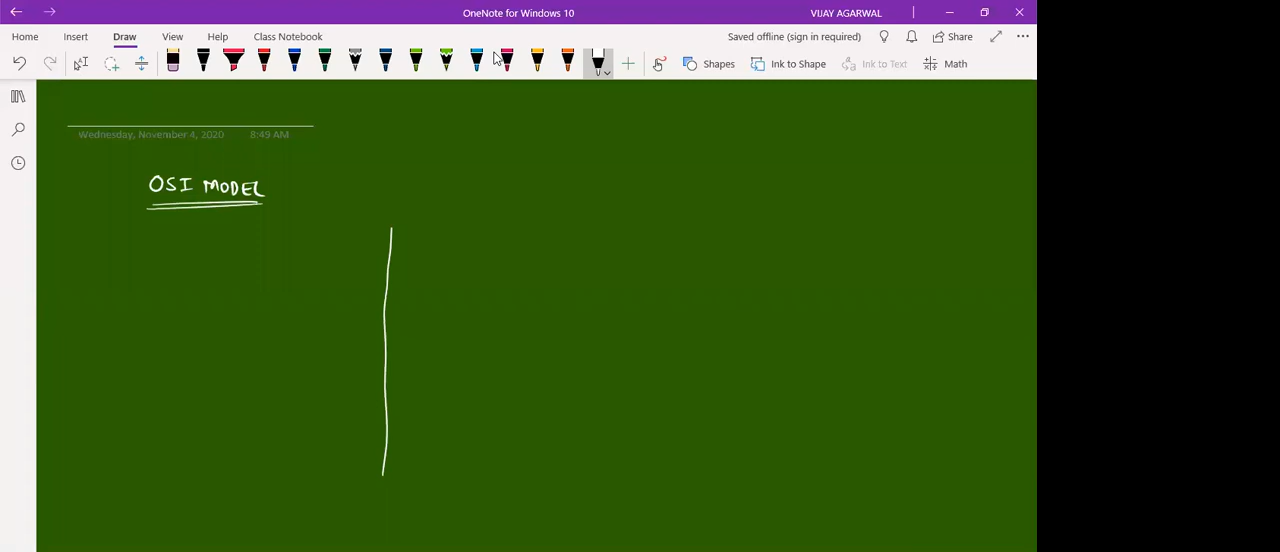 OneNote for Windows 10
VIJAY AGARWAL
Home Insert Draw View Help Class Notebook
Saved offline (sign in required) Share
Shapes Ink to Shape Ink to Text Math
Wednesday, November 4, 2020 8:49 AM
OSI MODEL